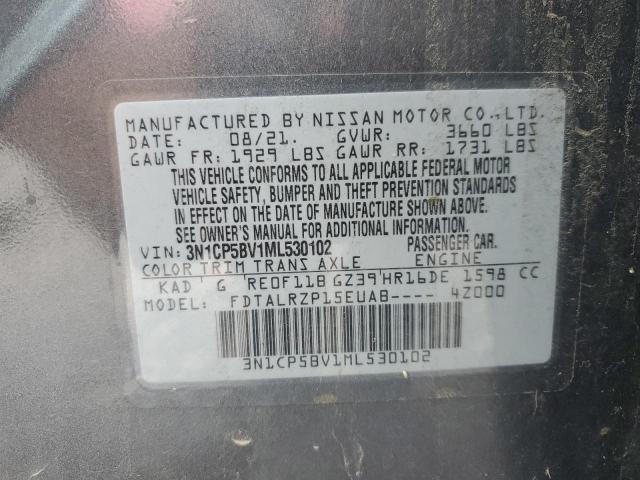 MANUFACTURED BY NISSAN MOTOR CO.,LTD.
DATE: 08/21. GVWR: 3660 LBS
GAWR FR: 1929 LBS GAWR RR: 1731 LBS
THIS VEHICLE CONFORMS TO ALL APPLICABLE FEDERAL MOTOR
VEHICLE SAFETY, BUMPER AND THEFT PREVENTION STANDARDS
IN EFFECT ON THE DATE OF MANUFACTURE SHOWN ABOVE.
SEE OWNER'S MANUAL FOR ADDITIONAL INFORMATION.
VIN: 3N1CP5BV1ML530102 PASSENGER CAR.
COLOR TRIM TRANS AXLE ENGINE
KAD G RE0F11B GZ39 HR16DE 1598 CC
MODEL: FDTALRZP15EUAB---- 4Z000
3N1CP5BV1ML530102